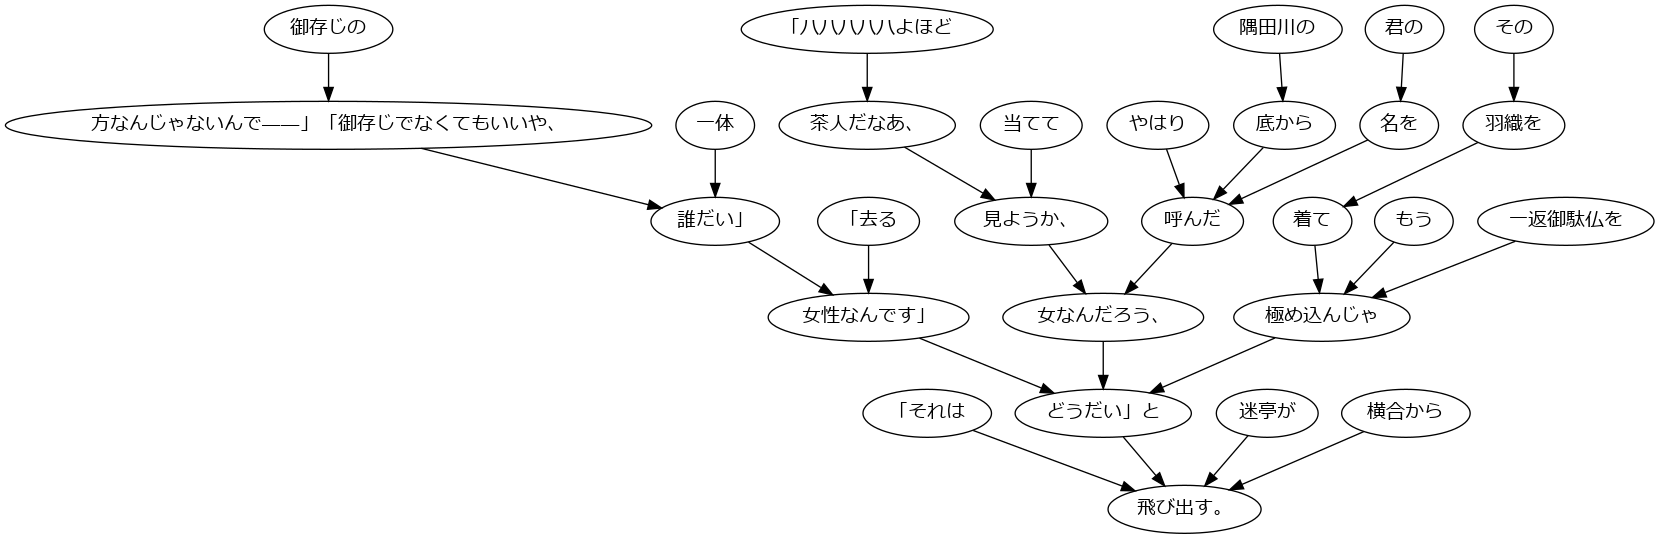 御存じの
「ハハハハハハよほど
隅田川の
君の
その
方なんじゃないんで——」「御存じでなくてもいいや、
一体
茶人だなあ、
当てて
やはり
底から
名を
羽織を
誰だい」
「去る
見ようか、
呼んだ
着て
もう
一返御駄仏を
女性なんです」
女なんだろう、
極め込んじゃ
「それは
どうだい」と
迷亭が
横合から
飛び出す。